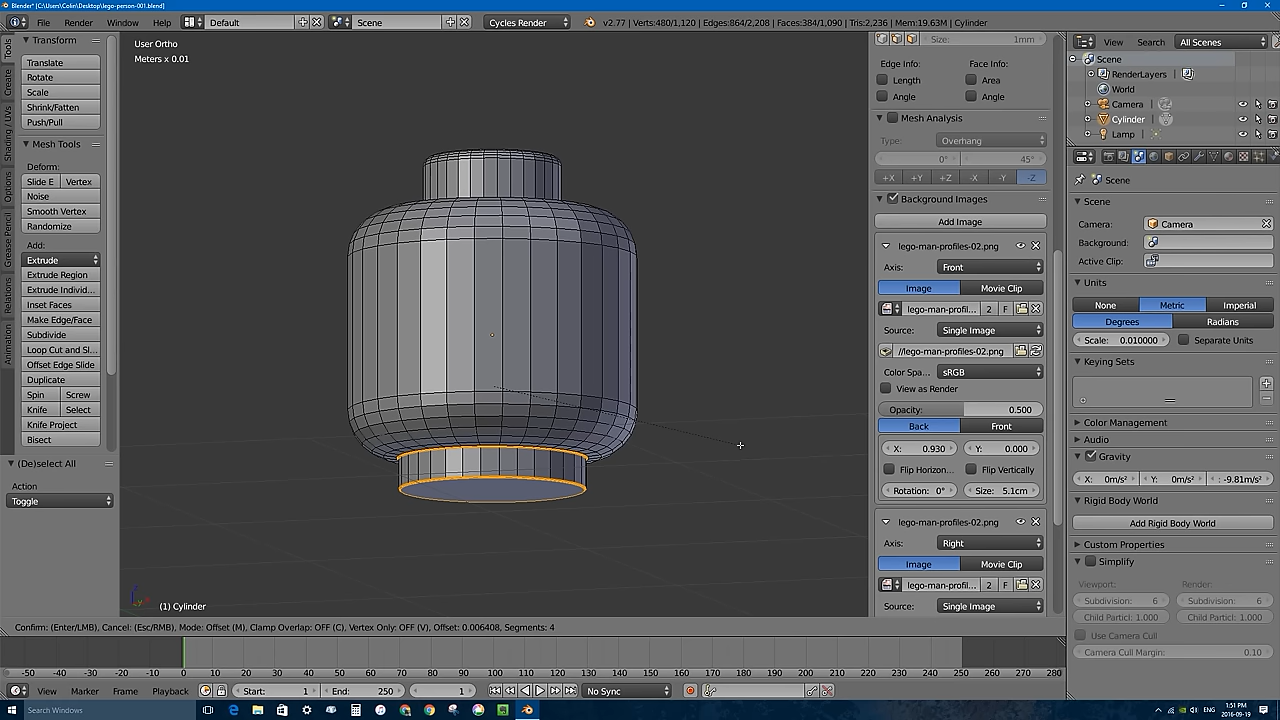 Blender* [C:\Users\Colin\Desktop\lego-person-001.blend]
File Render Window Help Default Scene Cycles Render v2.77 | Verts:480/1,120 | Edges:864/2,208 | Faces:384/1,090 | Tris:2,236 | Mem:19.63M | Cylinder
Tools
Create
Shading / UVs
Options
Grease Pencil
Relations
Animation
Transform
Translate
Rotate
Scale
Shrink/Fatten
Push/Pull
Mesh Tools
Deform:
Slide E Vertex
Noise
Smooth Vertex
Randomize
Add:
Extrude
Extrude Region
Extrude Individ...
Inset Faces
Make Edge/Face
Subdivide
Loop Cut and Sl...
Offset Edge Slide
Duplicate
Spin Screw
Knife Select
Knife Project
Bisect
(De)select All
Action
Toggle
User Ortho
Meters x 0.01
(1) Cylinder
Size: 1mm
Edge Info: Face Info:
Length Area
Angle Angle
Mesh Analysis
Type: Overhang
0° 45°
+X +Y +Z -X -Y -Z
Background Images
Add Image
lego-man-profiles-02.png
Axis: Front
Image Movie Clip
lego-man-profil... 2 F
Source: Single Image
//lego-man-profiles-02.png
Color Spa... sRGB
View as Render
Opacity: 0.500
Back Front
X: 0.930 Y: 0.000
Flip Horizon... Flip Vertically
Rotation: 0° Size: 5.1cm
lego-man-profiles-02.png
Axis: Right
Image Movie Clip
lego-man-profil... 2 F
Source: Single Image
View Search All Scenes
Scene
RenderLayers
World
Camera
Cylinder
Lamp
Scene
Scene
Camera: Camera
Background:
Active Clip:
Units
None Metric Imperial
Degrees Radians
Scale: 0.010000 Separate Units
Keying Sets
Color Management
Audio
Gravity
X: 0m/s² Y: 0m/s² : -9.81m/s²
Rigid Body World
Add Rigid Body World
Custom Properties
Simplify
Viewport: Render:
Subdivision: 6 Subdivision: 6
Child Particl: 1.000 Child Particl: 1.000
Use Camera Cull
Camera Cull Margin: 0.10
Confirm: (Enter/LMB), Cancel: (Esc/RMB), Mode: Offset (M), Clamp Overlap: OFF (C), Vertex Only: OFF (V), Offset: 0.006408, Segments: 4
-50 -40 -30 -20 -10 0 10 20 30 40 50 60 70 80 90 100 110 120 130 140 150 160 170 180 190 200 210 220 230 240 250 260 270 280
View Marker Frame Playback Start: 1 End: 250 1 No Sync
Search Windows ENG 1:51 PM
2016-09-19